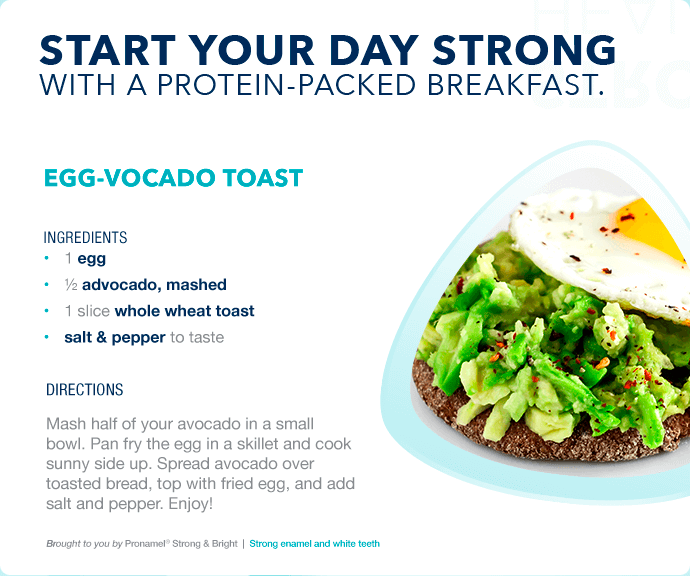 START YOUR DAY STRONG
WITH A PROTEIN-PACKED BREAKFAST.
EGG-VOCADO TOAST
INGREDIENTS
• 1 egg
• ½ advocado, mashed
• 1 slice whole wheat toast
• salt & pepper to taste
DIRECTIONS
Mash half of your avocado in a small
bowl. Pan fry the egg in a skillet and cook
sunny side up. Spread avocado over
toasted bread, top with fried egg, and add
salt and pepper. Enjoy!
Brought to you by Pronamel® Strong & Bright | Strong enamel and white teeth